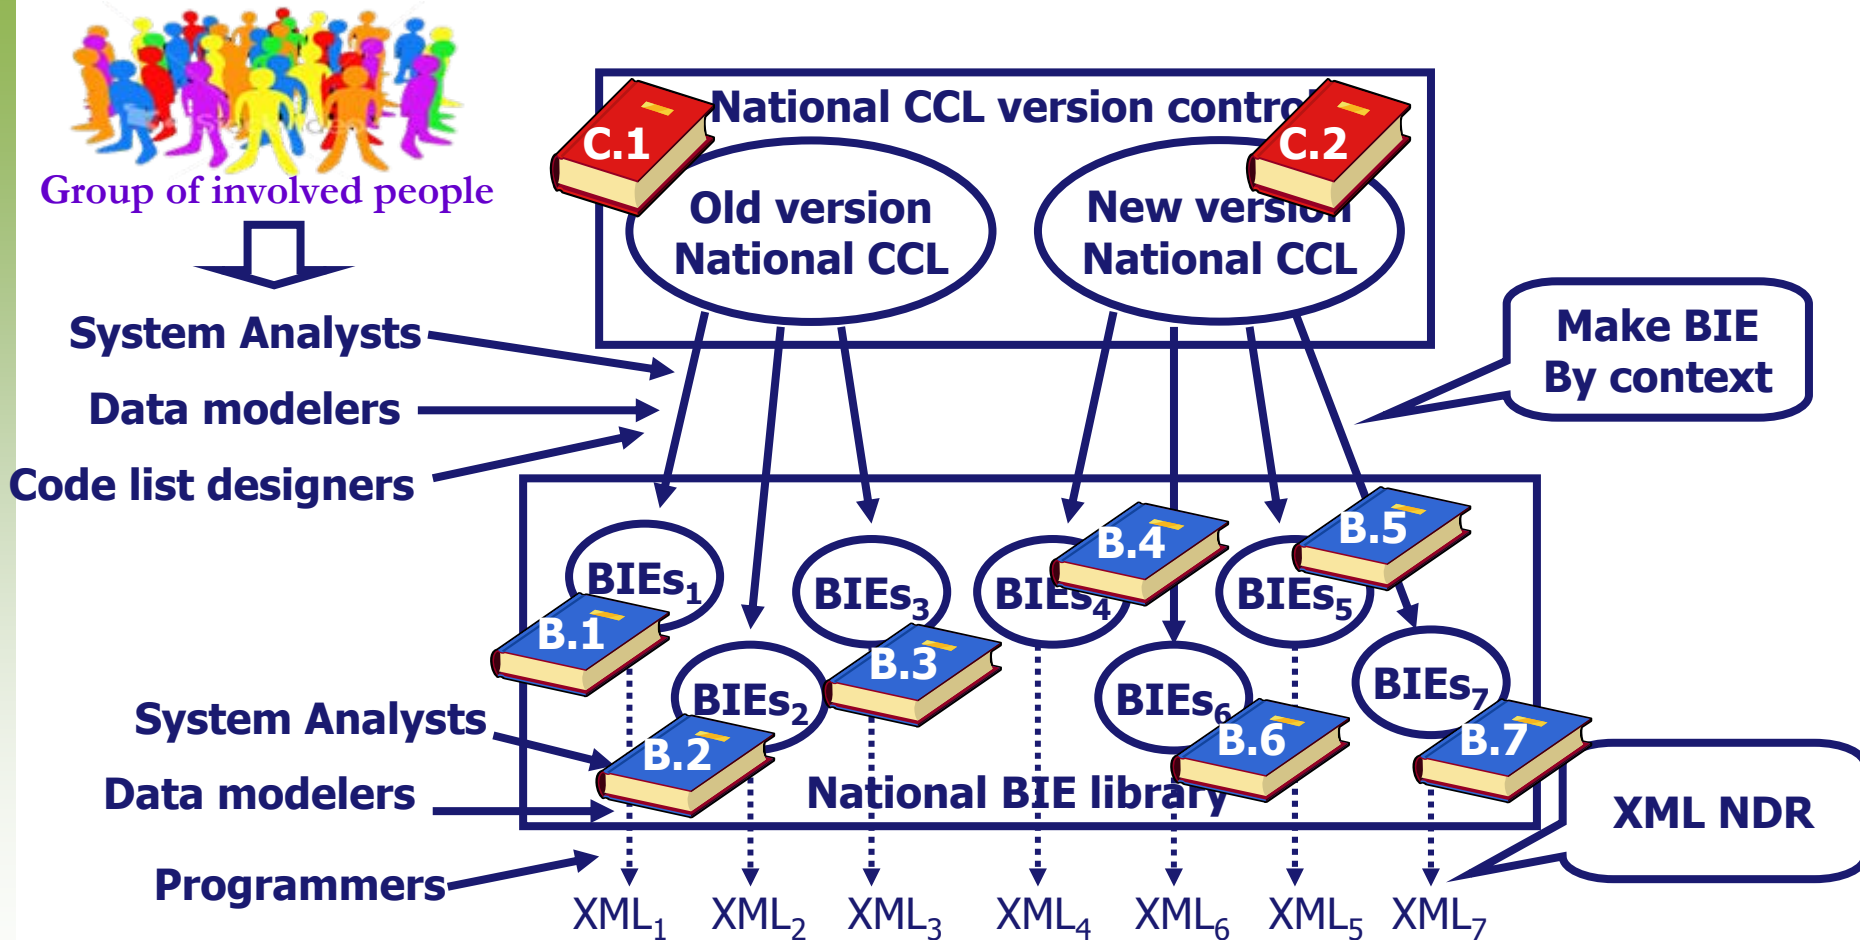 Group of involved people
National CCL version contro
C.1
C.2
Old version
National CCL
New version
National CCL
System Analysts
Data modelers
Code list designers
Make BIE
By context
BIEs1
BIEs2
BIEs3
BIEs4
BIEs5
BIEs6
BIEs7
B.1
B.2
B.3
B.4
B.5
B.6
B.7
National BIE library
System Analysts
Data modelers
Programmers
XML NDR
XML1
XML2
XML3
XML4
XML6
XML5
XML7